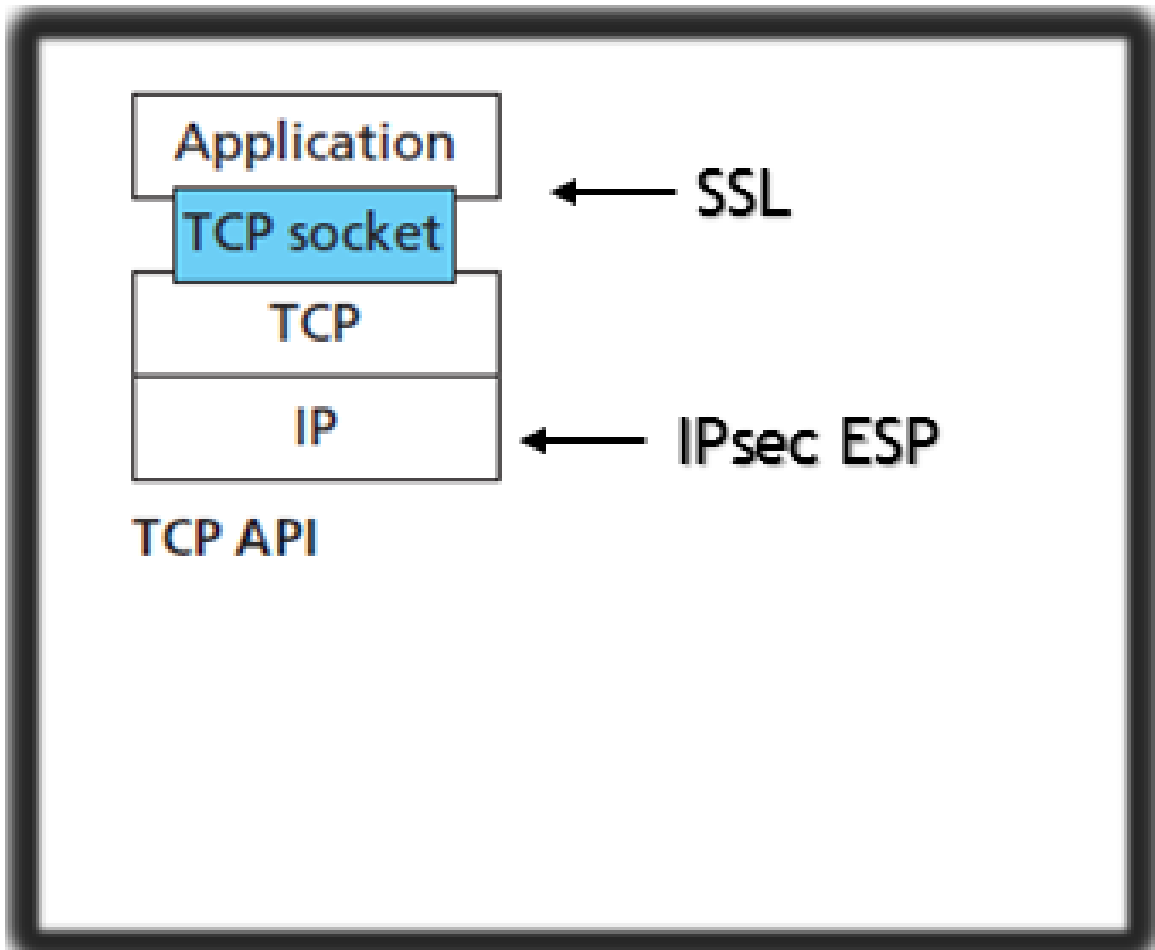 Application
SSL
TCP socket
TCP
IP
IPsec ESP
TCP API